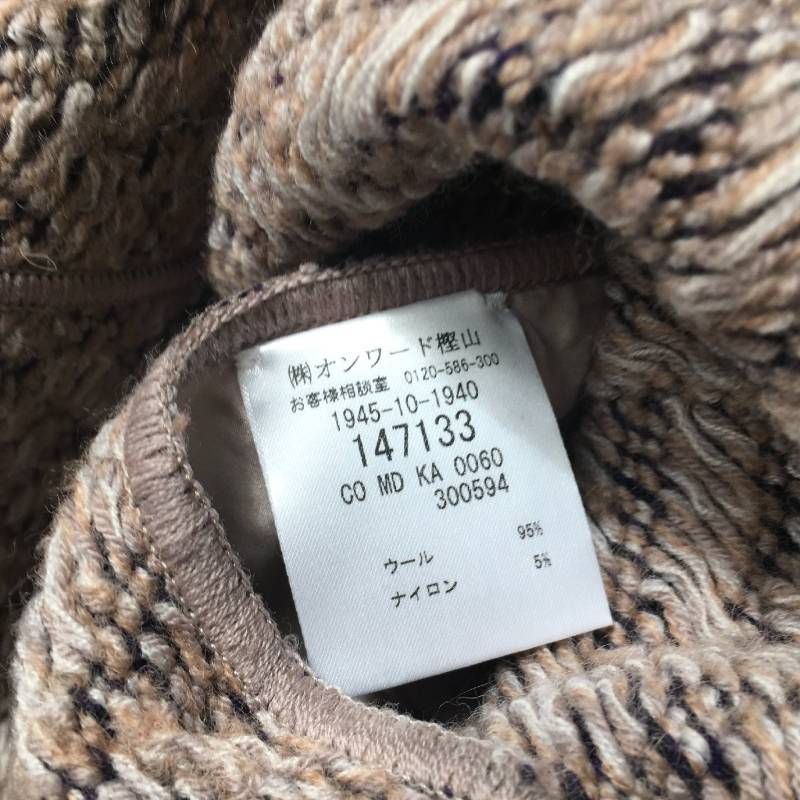 ㈱オンワード樫山
お客様相談室 0120-586-300
1945-10-1940
147133
CO MD KA 0060
300594
ウール 95%
ナイロン 5%